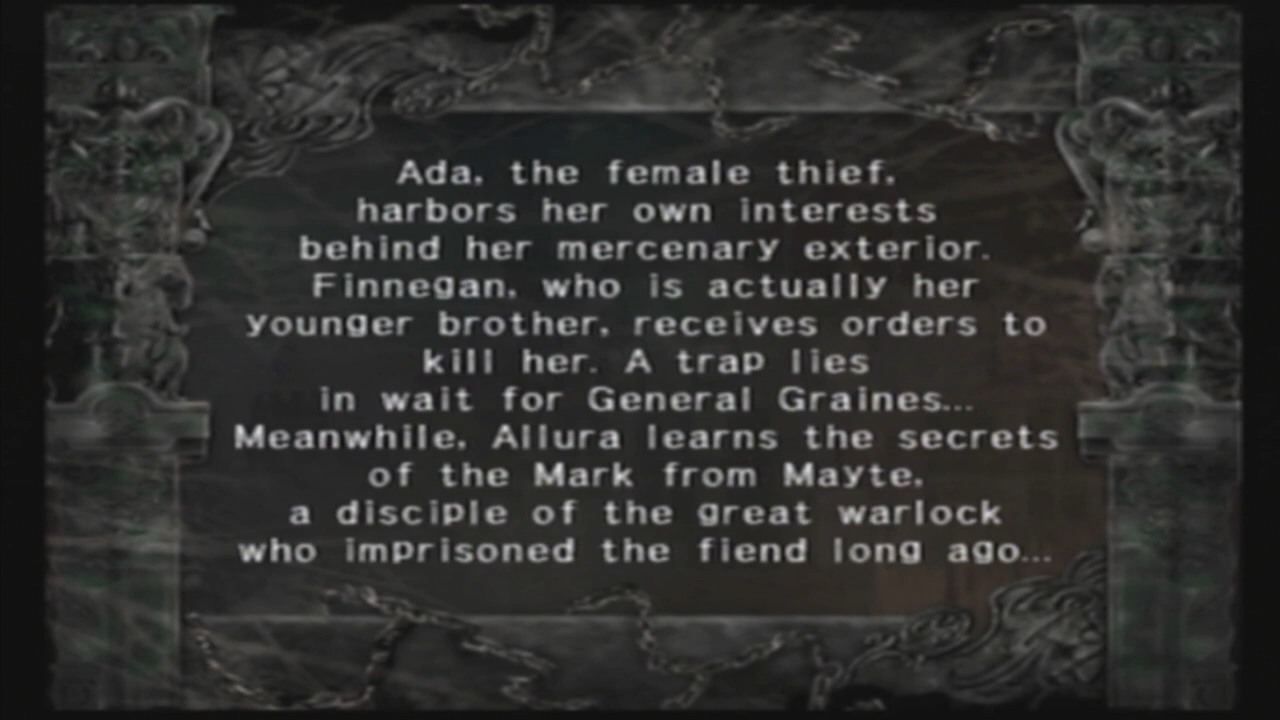 Ada, the female thief,
harbors her own interests
behind her mercenary exterior.
Finnegan, who is actually her
younger brother, receives orders to
kill her. A trap lies
in wait for General Graines...
Meanwhile, Allura learns the secrets
of the Mark from Mayte,
a disciple of the great warlock
who imprisoned the fiend long ago...